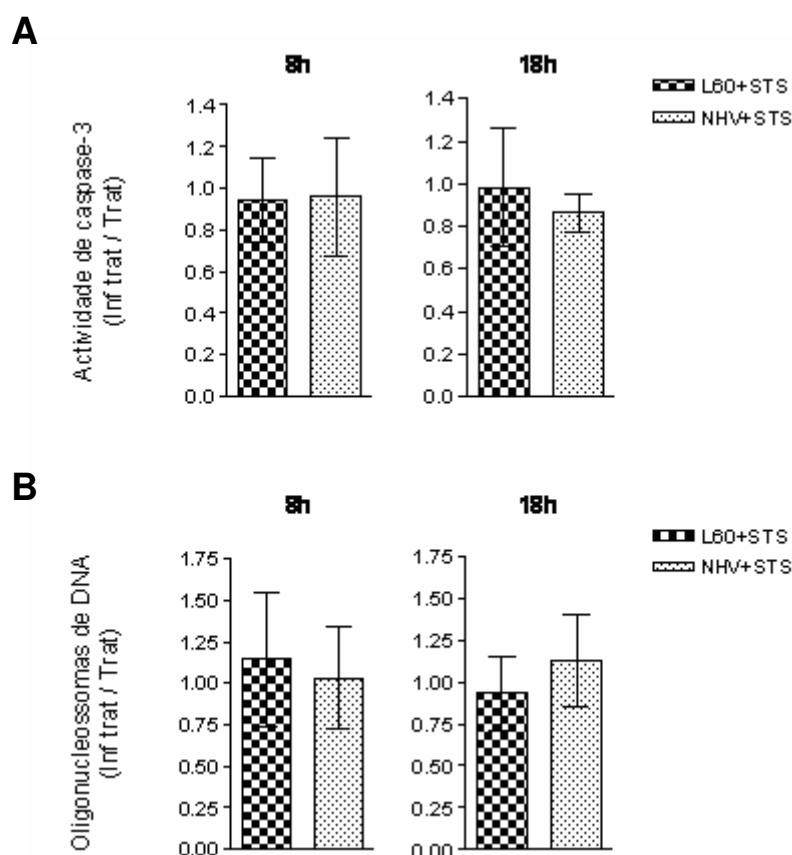 A
8h
18h
L60+STS
NHV+STS
Actividade de caspase-3
(Inf trat / Trat)
1.4
1.2
1.0
0.8
0.6
0.4
0.2
0.0
1.4
1.2
1.0
0.8
0.6
0.4
0.2
0.0
B
8h
18h
L60+STS
NHV+STS
Oligonucleossomas de DNA
(Inf trat / Trat)
1.75
1.50
1.25
1.00
0.75
0.50
0.25
0.00
1.75
1.50
1.25
1.00
0.75
0.50
0.25
0.00